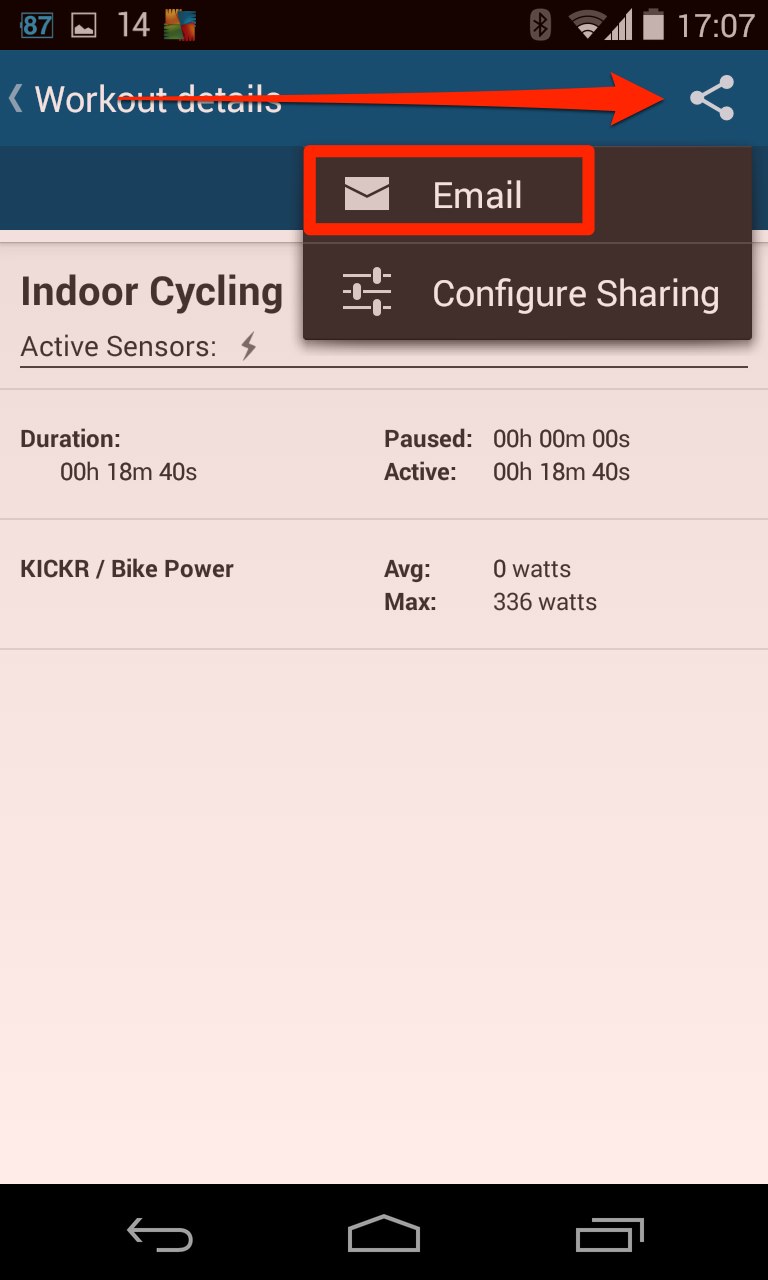 87 14 17:07
Workout details
Email
Configure Sharing
Indoor Cycling
Active Sensors:
Duration:
00h 18m 40s
Paused: 00h 00m 00s
Active: 00h 18m 40s
KICKR / Bike Power
Avg: 0 watts
Max: 336 watts